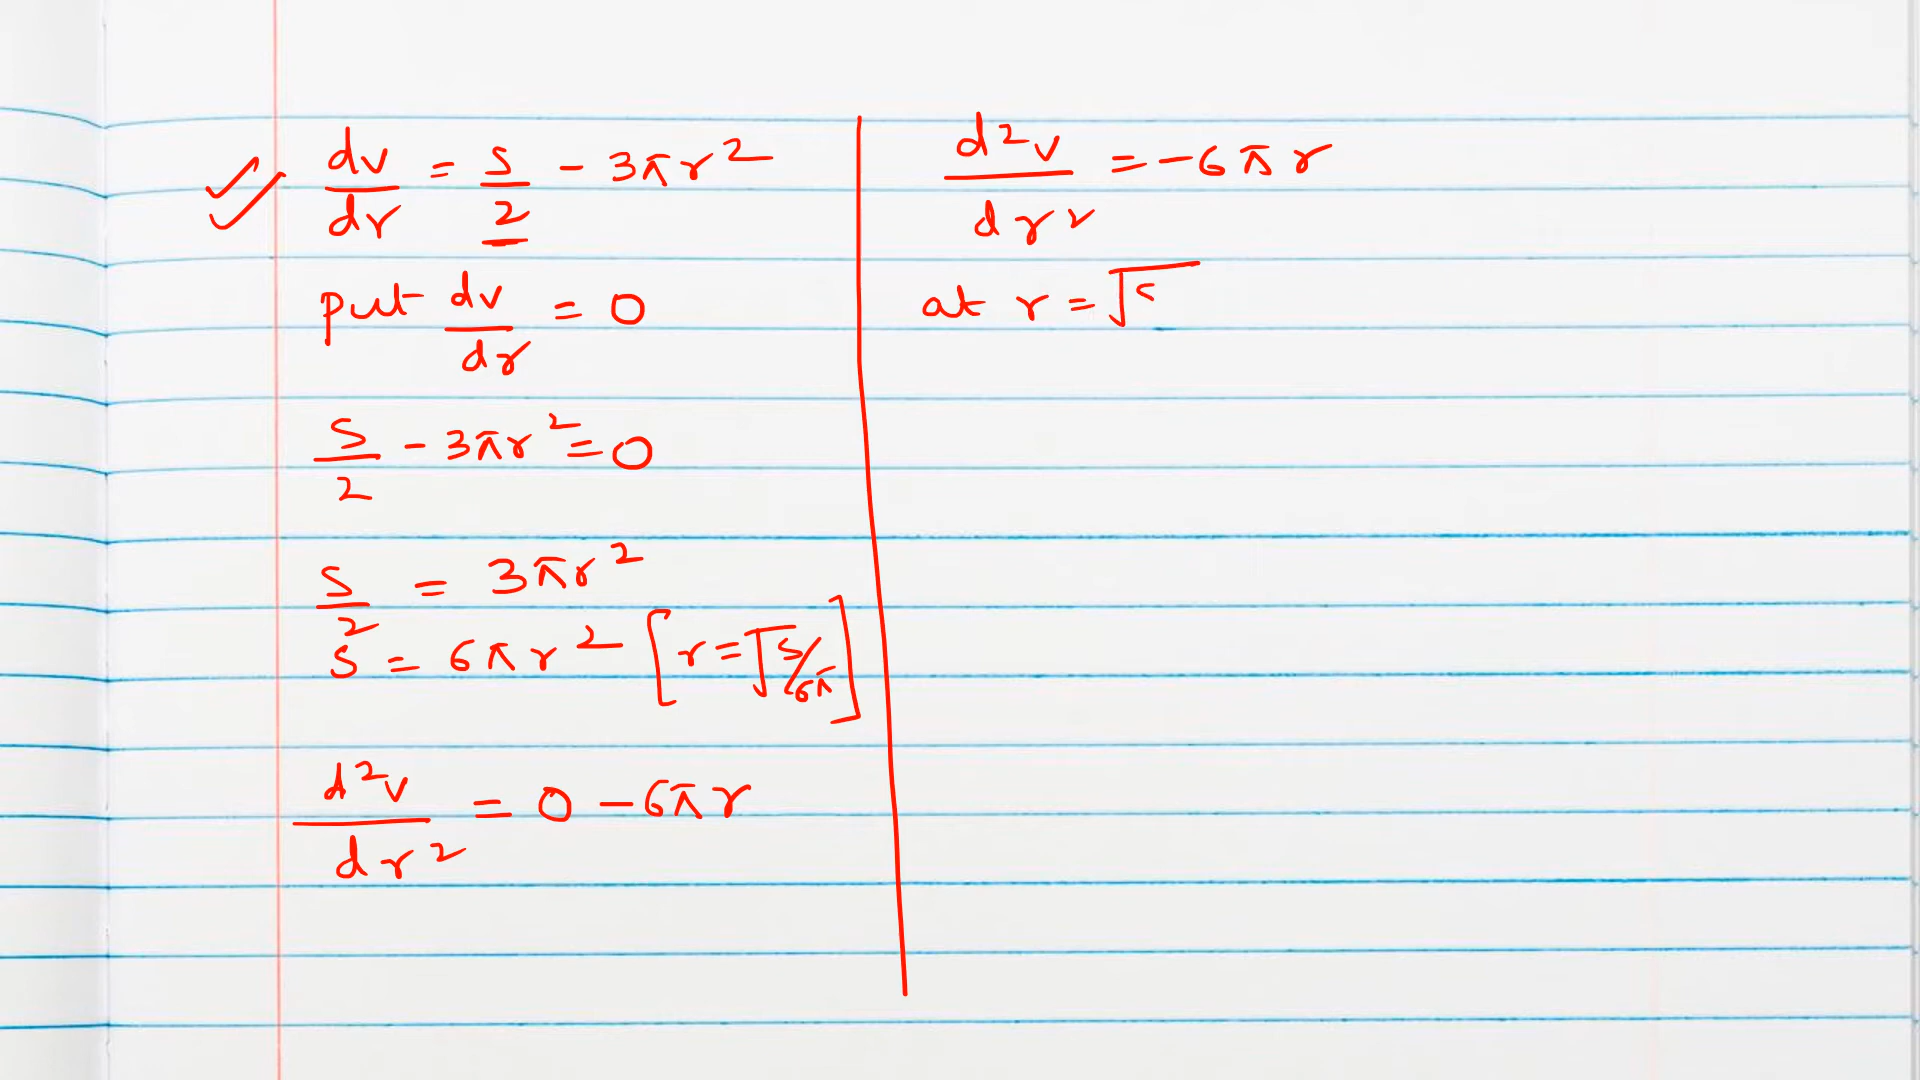 dv/dr = S/2 - 3πr²
put dv/dr = 0
S/2 - 3πr² = 0
S/2 = 3πr²
S = 6πr² [r = √S/6π]
d²v/dr² = 0 - 6πr
d²v/dr² = -6πr
at r = √